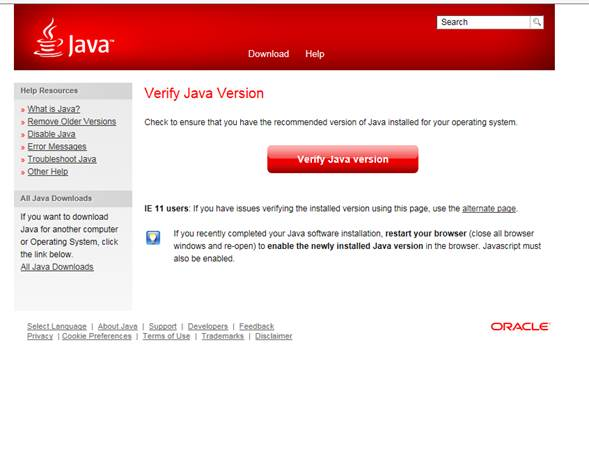 Java™
Search
Download Help
Help Resources
» What is Java?
» Remove Older Versions
» Disable Java
» Error Messages
» Troubleshoot Java
» Other Help
All Java Downloads
If you want to download
Java for another computer
or Operating System, click
the link below.
All Java Downloads
Verify Java Version
Check to ensure that you have the recommended version of Java installed for your operating system.
Verify Java version
IE 11 users: If you have issues verifying the installed version using this page, use the alternate page.
If you recently completed your Java software installation, restart your browser (close all browser
windows and re-open) to enable the newly installed Java version in the browser. Javascript must
also be enabled.
Select Language | About Java | Support | Developers | Feedback
Privacy | Cookie Preferences | Terms of Use | Trademarks | Disclaimer
ORACLE